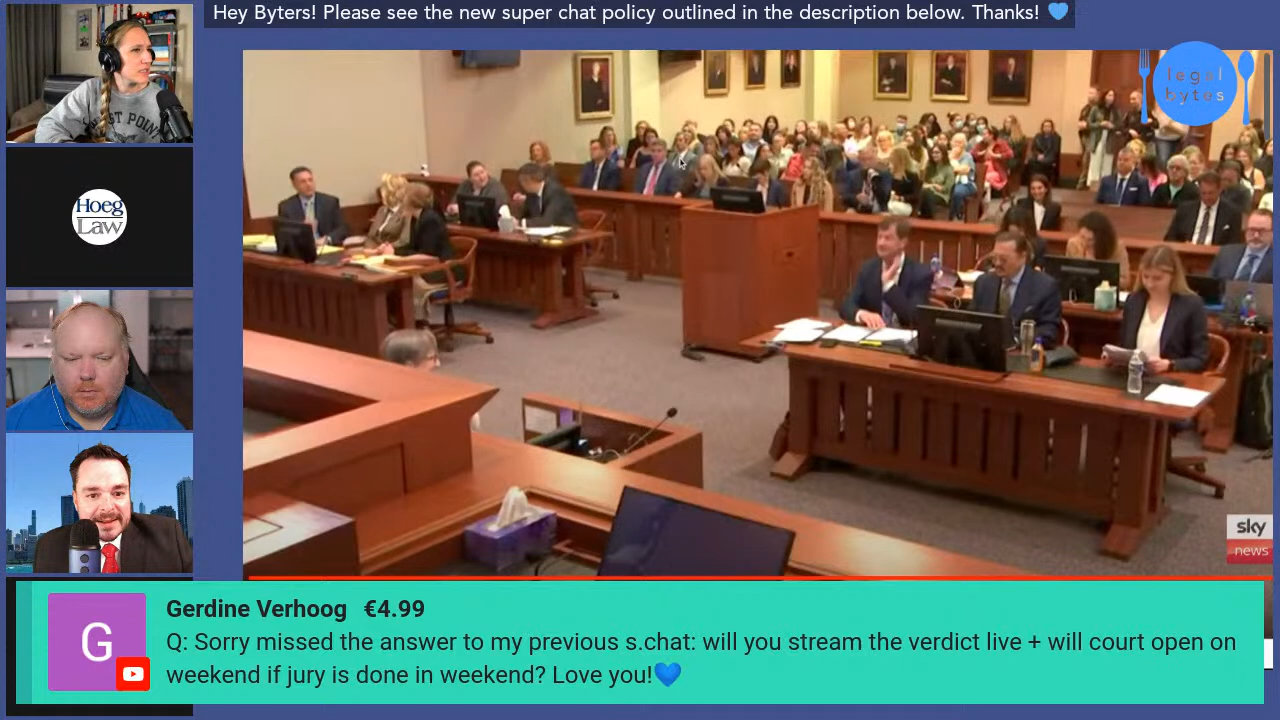 Hey Byters! Please see the new super chat policy outlined in the description below. Thanks! 💙
legal
bytes
WEST POINT
Hoeg
Law
sky
news
G
Gerdine Verhoog €4.99
Q: Sorry missed the answer to my previous s.chat: will you stream the verdict live + will court open on
weekend if jury is done in weekend? Love you!💙